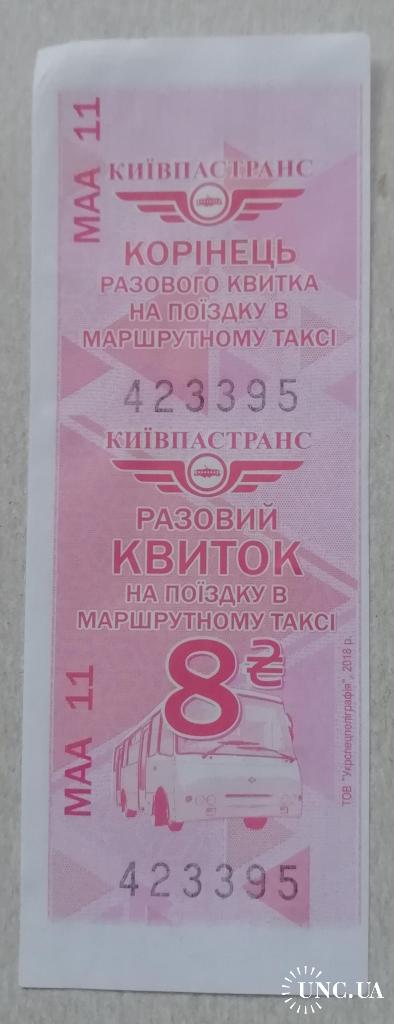 МАА 11
КИЇВПАСТРАНС
КОРІНЕЦЬ
РАЗОВОГО КВИТКА
НА ПОЇЗДКУ В
МАРШРУТНОМУ ТАКСІ
423395
КИЇВПАСТРАНС
РАЗОВИЙ
КВИТОК
НА ПОЇЗДКУ В
МАРШРУТНОМУ ТАКСІ
8 ₴
МАА 11
ТОВ "Укрспецполіграфія", 2018 р.
423395
UNC.UA